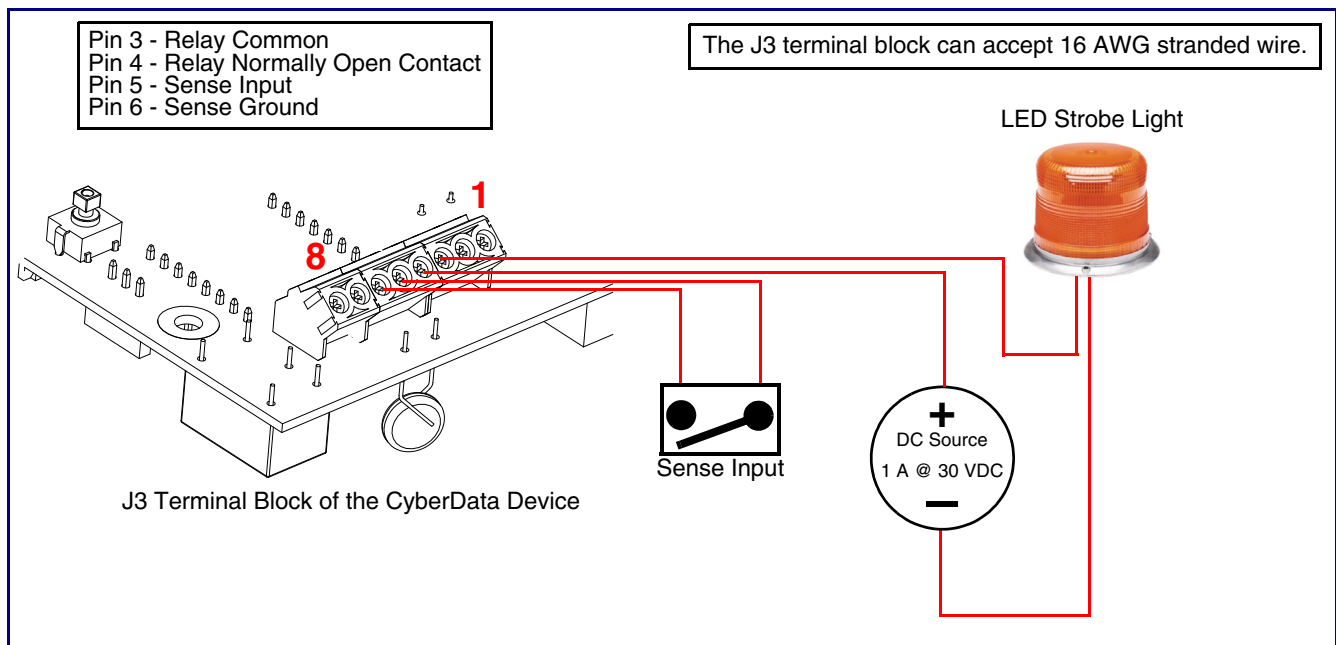 Pin 3 - Relay Common
Pin 4 - Relay Normally Open Contact
Pin 5 - Sense Input
Pin 6 - Sense Ground
The J3 terminal block can accept 16 AWG stranded wire.
LED Strobe Light
1
8
+
DC Source
1 A @ 30 VDC
−
Sense Input
J3 Terminal Block of the CyberData Device